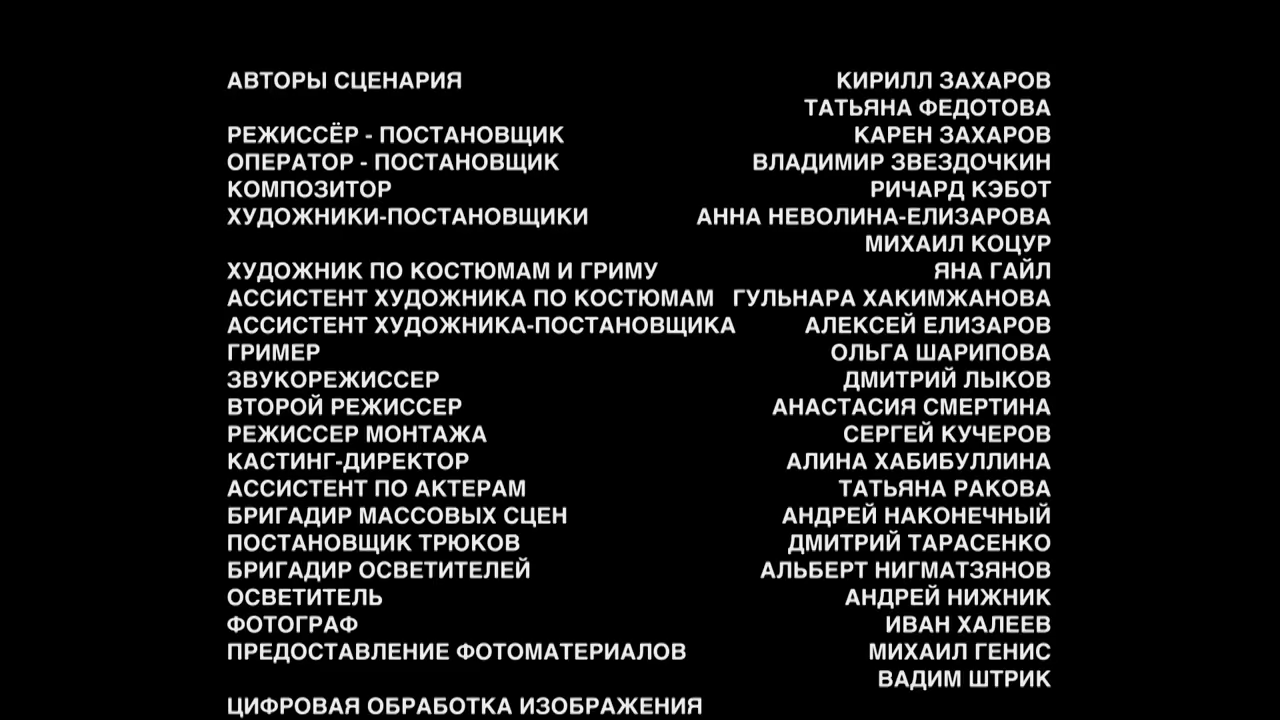 АВТОРЫ СЦЕНАРИЯ КИРИЛЛ ЗАХАРОВ
ТАТЬЯНА ФЕДОТОВА
РЕЖИССЁР - ПОСТАНОВЩИК КАРЕН ЗАХАРОВ
ОПЕРАТОР - ПОСТАНОВЩИК ВЛАДИМИР ЗВЕЗДОЧКИН
КОМПОЗИТОР РИЧАРД КЭБОТ
ХУДОЖНИКИ-ПОСТАНОВЩИКИ АННА НЕВОЛИНА-ЕЛИЗАРОВА
МИХАИЛ КОЦУР
ХУДОЖНИК ПО КОСТЮМАМ И ГРИМУ ЯНА ГАЙЛ
АССИСТЕНТ ХУДОЖНИКА ПО КОСТЮМАМ ГУЛЬНАРА ХАКИМЖАНОВА
АССИСТЕНТ ХУДОЖНИКА-ПОСТАНОВЩИКА АЛЕКСЕЙ ЕЛИЗАРОВ
ГРИМЕР ОЛЬГА ШАРИПОВА
ЗВУКОРЕЖИССЕР ДМИТРИЙ ЛЫКОВ
ВТОРОЙ РЕЖИССЕР АНАСТАСИЯ СМЕРТИНА
РЕЖИССЕР МОНТАЖА СЕРГЕЙ КУЧЕРОВ
КАСТИНГ-ДИРЕКТОР АЛИНА ХАБИБУЛЛИНА
АССИСТЕНТ ПО АКТЕРАМ ТАТЬЯНА РАКОВА
БРИГАДИР МАССОВЫХ СЦЕН АНДРЕЙ НАКОНЕЧНЫЙ
ПОСТАНОВЩИК ТРЮКОВ ДМИТРИЙ ТАРАСЕНКО
БРИГАДИР ОСВЕТИТЕЛЕЙ АЛЬБЕРТ НИГМАТЗЯНОВ
ОСВЕТИТЕЛЬ АНДРЕЙ НИЖНИК
ФОТОГРАФ ИВАН ХАЛЕЕВ
ПРЕДОСТАВЛЕНИЕ ФОТОМАТЕРИАЛОВ МИХАИЛ ГЕНИС
ВАДИМ ШТРИК
ЦИФРОВАЯ ОБРАБОТКА ИЗОБРАЖЕНИЯ